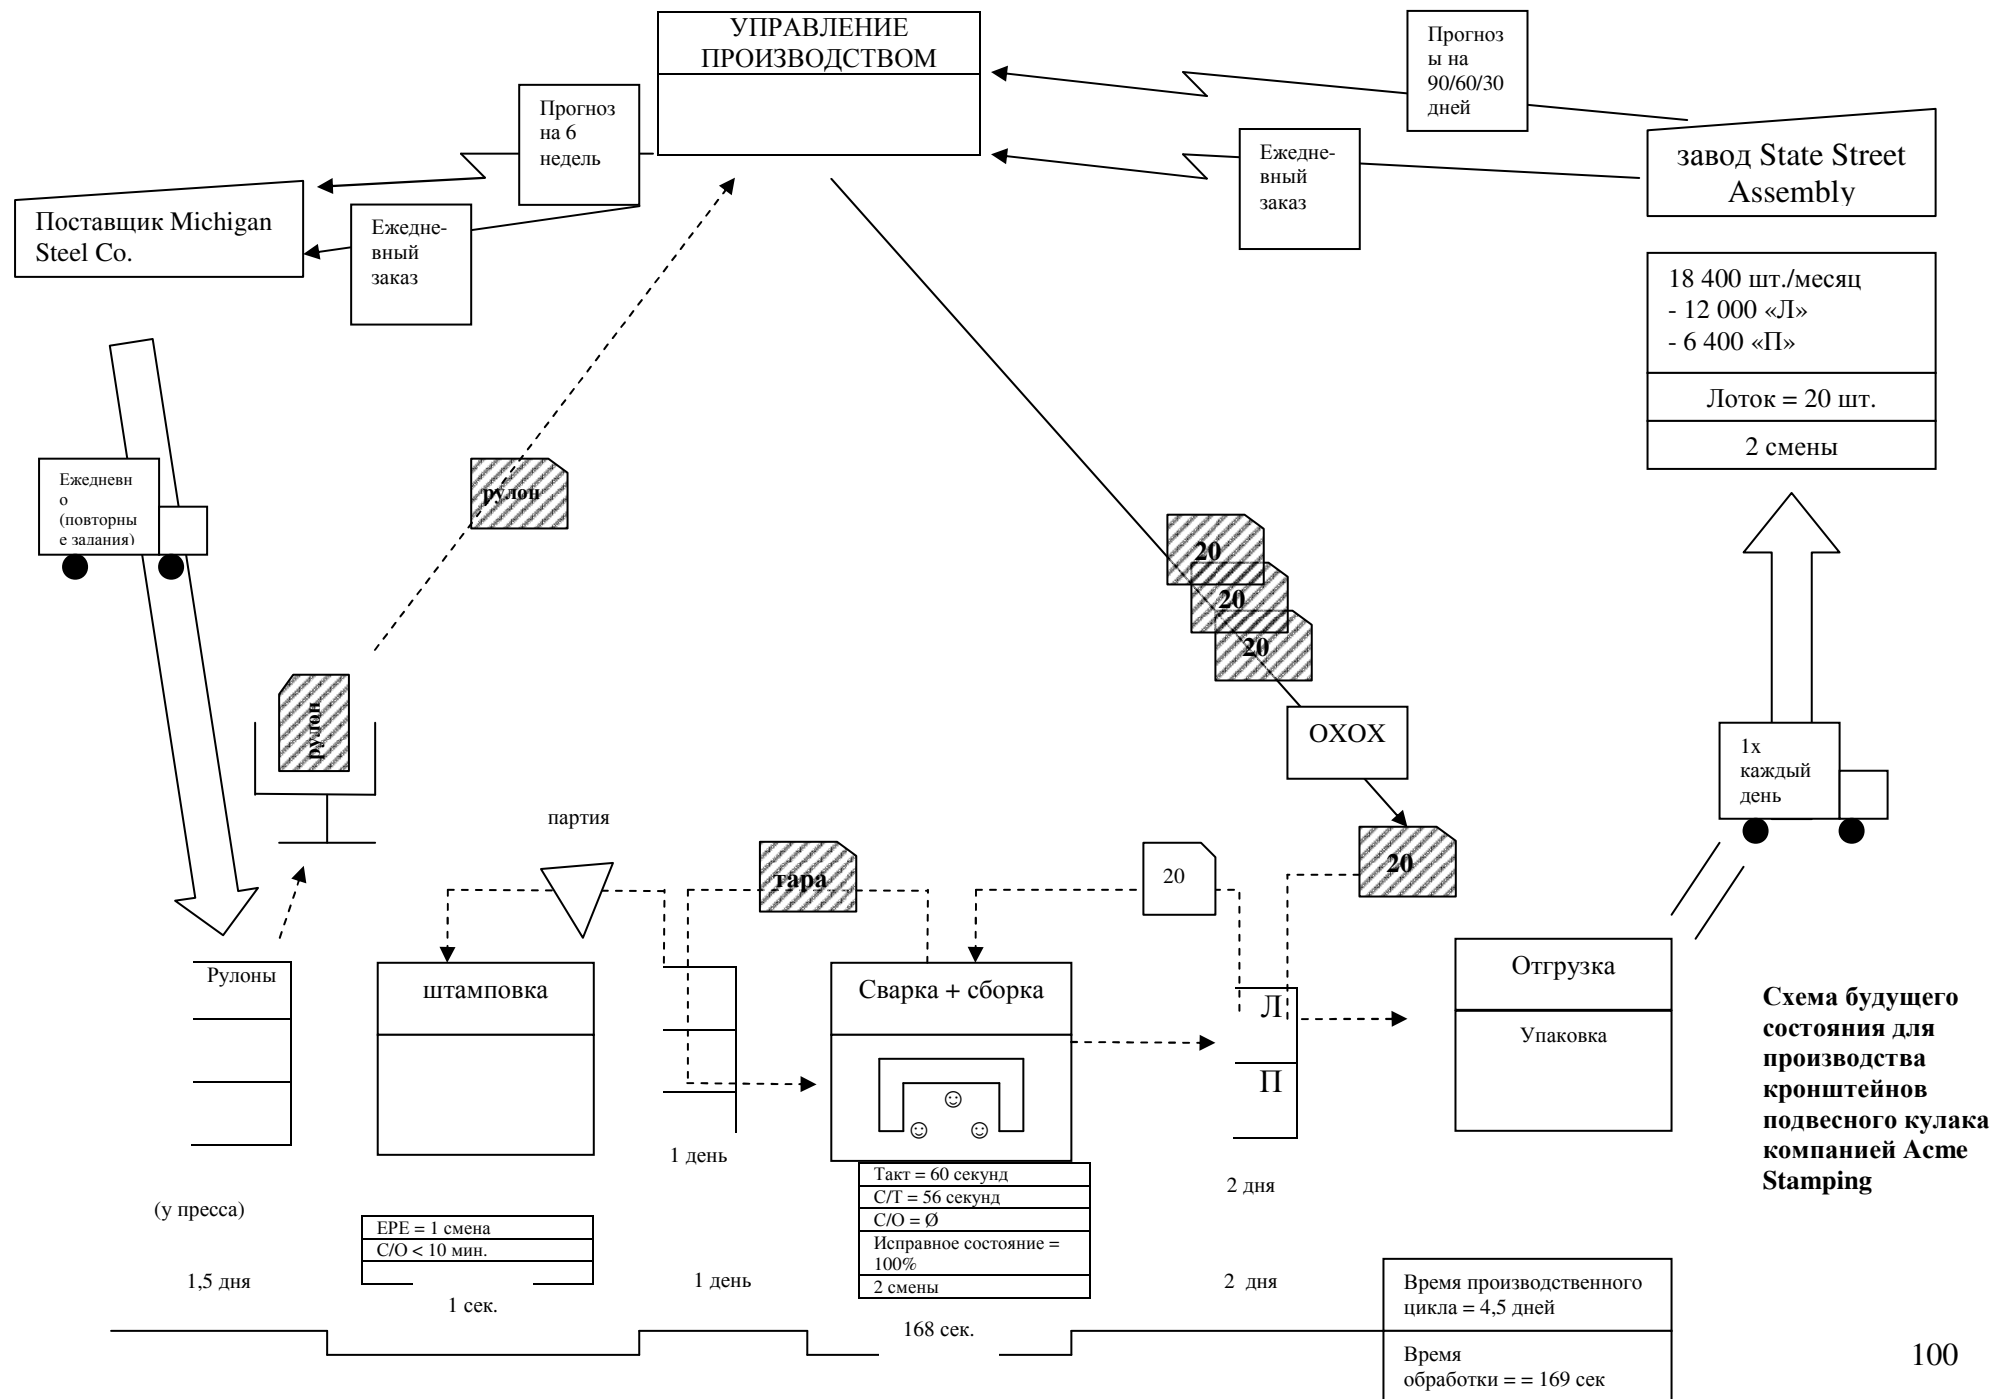 УПРАВЛЕНИЕ
ПРОИЗВОДСТВОМ
Прогноз
ы на
90/60/30
дней
Прогноз
на 6
недель
Ежедне-
вный
заказ
завод State Street
Assembly
Поставщик Michigan
Steel Co.
Ежедне-
вный
заказ
18 400 шт./месяц
- 12 000 «Л»
- 6 400 «П»
Лоток = 20 шт.
2 смены
Ежедневн
о
(повторны
е задания)
рулон
20
20
20
рулон
OXOX
1x
каждый
день
партия
тара
20
20
Рулоны
штамповка
Сварка + сборка
Л
П
Отгрузка
Упаковка
Схема будущего
состояния для
производства
кронштейнов
подвесного кулака
компанией Acme
Stamping
1 день
2 дня
(у пресса)
EPE = 1 смена
C/O < 10 мин.
Такт = 60 секунд
C/T = 56 секунд
C/O = Ø
Исправное состояние =
100%
2 смены
1,5 дня
1 сек.
1 день
168 сек.
2 дня
Время производственного
цикла = 4,5 дней
Время
обработки = = 169 сек
100